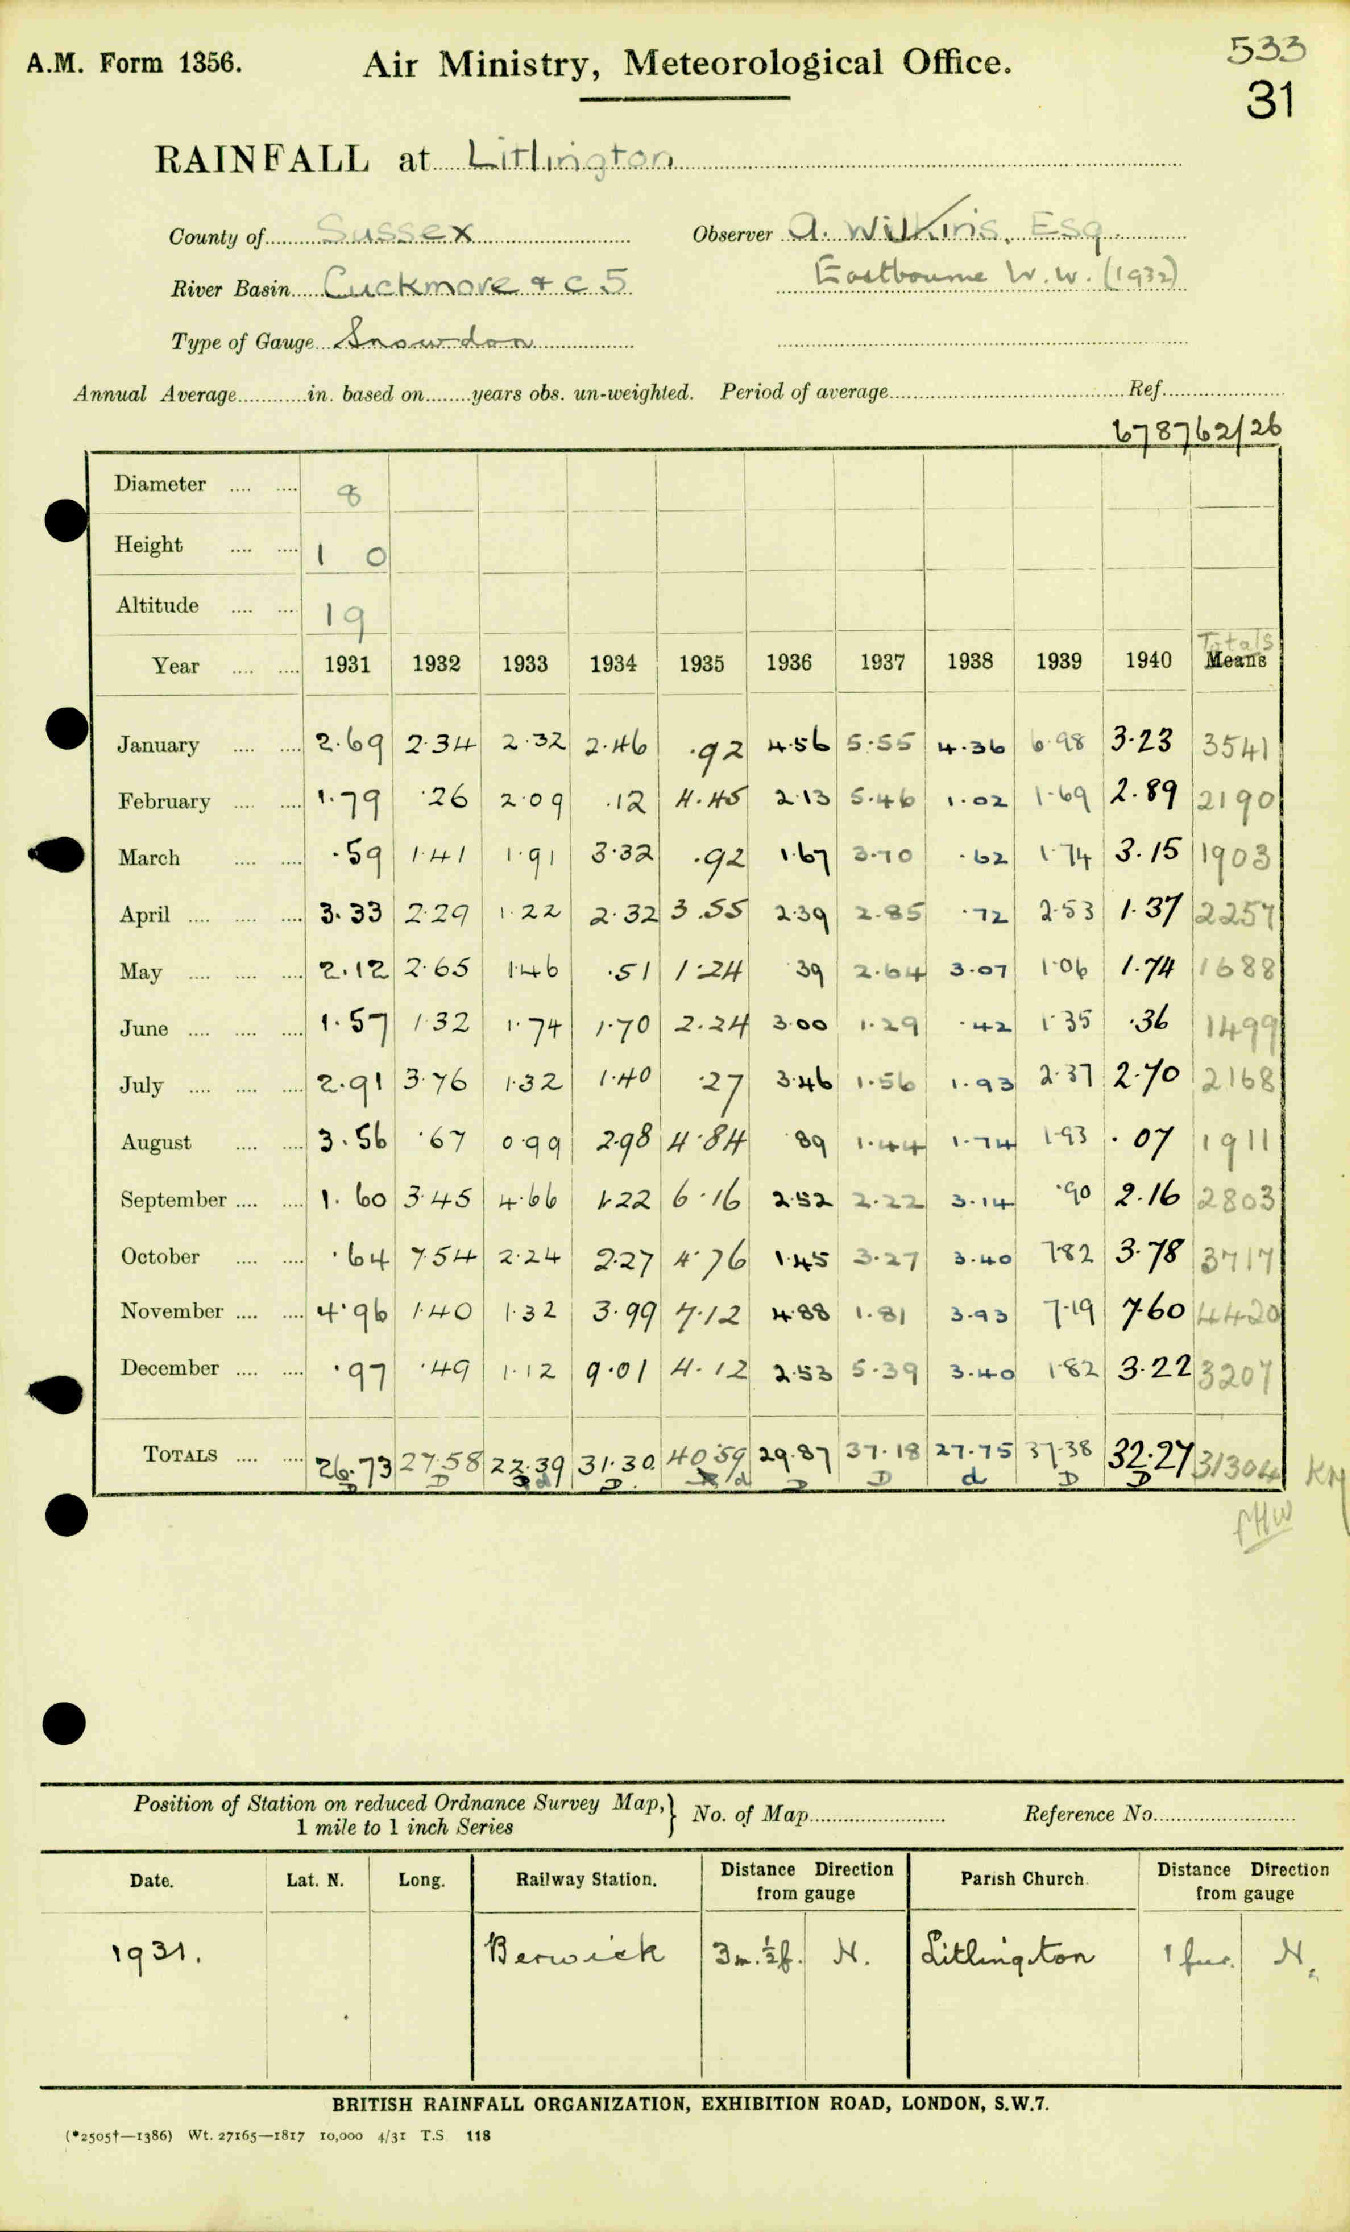 A.M. Form 1356. Air Ministry, Meteorological Office. 533
31
RAINFALL at Litlington
County of Sussex Observer A. Wilkins, Esq
River Basin Cuckmore & C 5 Eastbourne W.W. (1932)
Type of Gauge Snowdon
Annual Average in. based on years obs. un-weighted. Period of average Ref.
678762/26
Diameter 8
Height 1 0
Altitude 19
Totals
Year 1931 1932 1933 1934 1935 1936 1937 1938 1939 1940 Means
January 2.69 2.34 2.32 2.46 .92 4.56 5.55 4.36 6.98 3.23 3541
February 1.79 .26 2.09 .12 4.45 2.13 5.46 1.02 1.69 2.89 2190
March .59 1.41 1.91 3.32 .92 1.67 3.70 .62 1.74 3.15 1903
April 3.33 2.29 1.22 2.32 3.55 2.39 2.85 .72 2.53 1.37 2257
May 2.12 2.65 1.46 .51 1.24 .39 2.64 3.07 1.06 1.74 1688
June 1.57 1.32 1.74 1.70 2.24 3.00 1.29 .42 1.35 .36 1499
July 2.91 3.76 1.32 1.40 .27 3.46 1.56 1.93 2.37 2.70 2168
August 3.56 .67 0.99 2.98 4.84 .89 1.44 1.74 1.93 .07 1911
September 1.60 3.45 4.66 1.22 6.16 2.52 2.22 3.14 .90 2.16 2803
October .64 7.54 2.24 2.27 4.76 1.45 3.27 3.40 7.82 3.78 3717
November 4.96 1.40 1.32 3.99 7.12 4.88 1.81 3.93 7.19 7.60 4420
December .97 .49 1.12 9.01 4.12 2.53 5.39 3.40 1.82 3.22 3207
TOTALS 26.73 27.58 22.39 31.30 40.59 29.87 37.18 27.75 37.38 32.27 31304
D D d D d D D d D D
Position of Station on reduced Ordnance Survey Map, No. of Map Reference No.
1 mile to 1 inch Series
Date. Lat. N. Long. Railway Station. Distance Direction from gauge Parish Church. Distance Direction from gauge
1931. Berwick 3 m. ½ f. N. Litlington 1 fur. N.
BRITISH RAINFALL ORGANIZATION, EXHIBITION ROAD, LONDON, S.W.7.
(*2505†—1386) Wt. 27165—1817 10,000 4/31 T.S 118